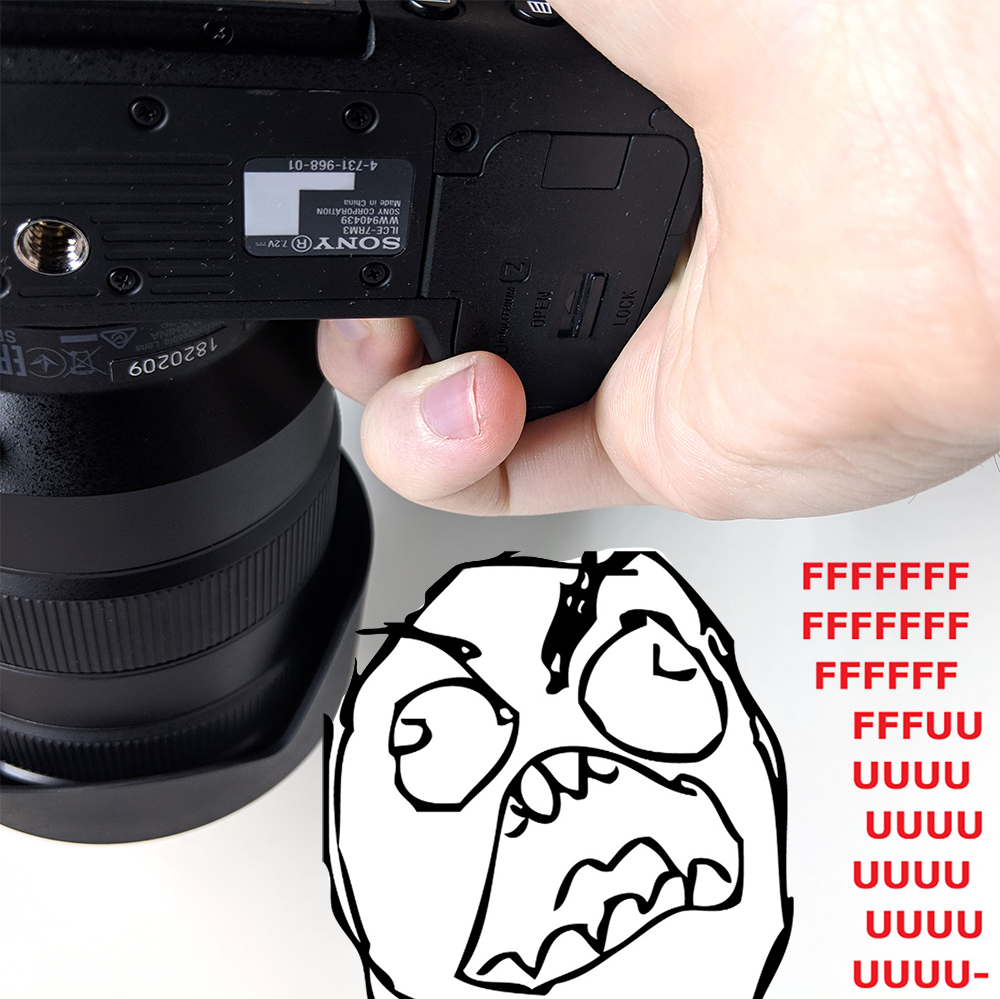 SONY® 7.2V⎓
ILCE-7RM3
WW940439
SONY CORPORATION
Made in China
4-731-968-01
OPEN
LOCK
Z
1820209
FFFFFFF
FFFFFFF
FFFFFF
FFFUU
UUUU
UUUU
UUUU
UUUU
UUUU-